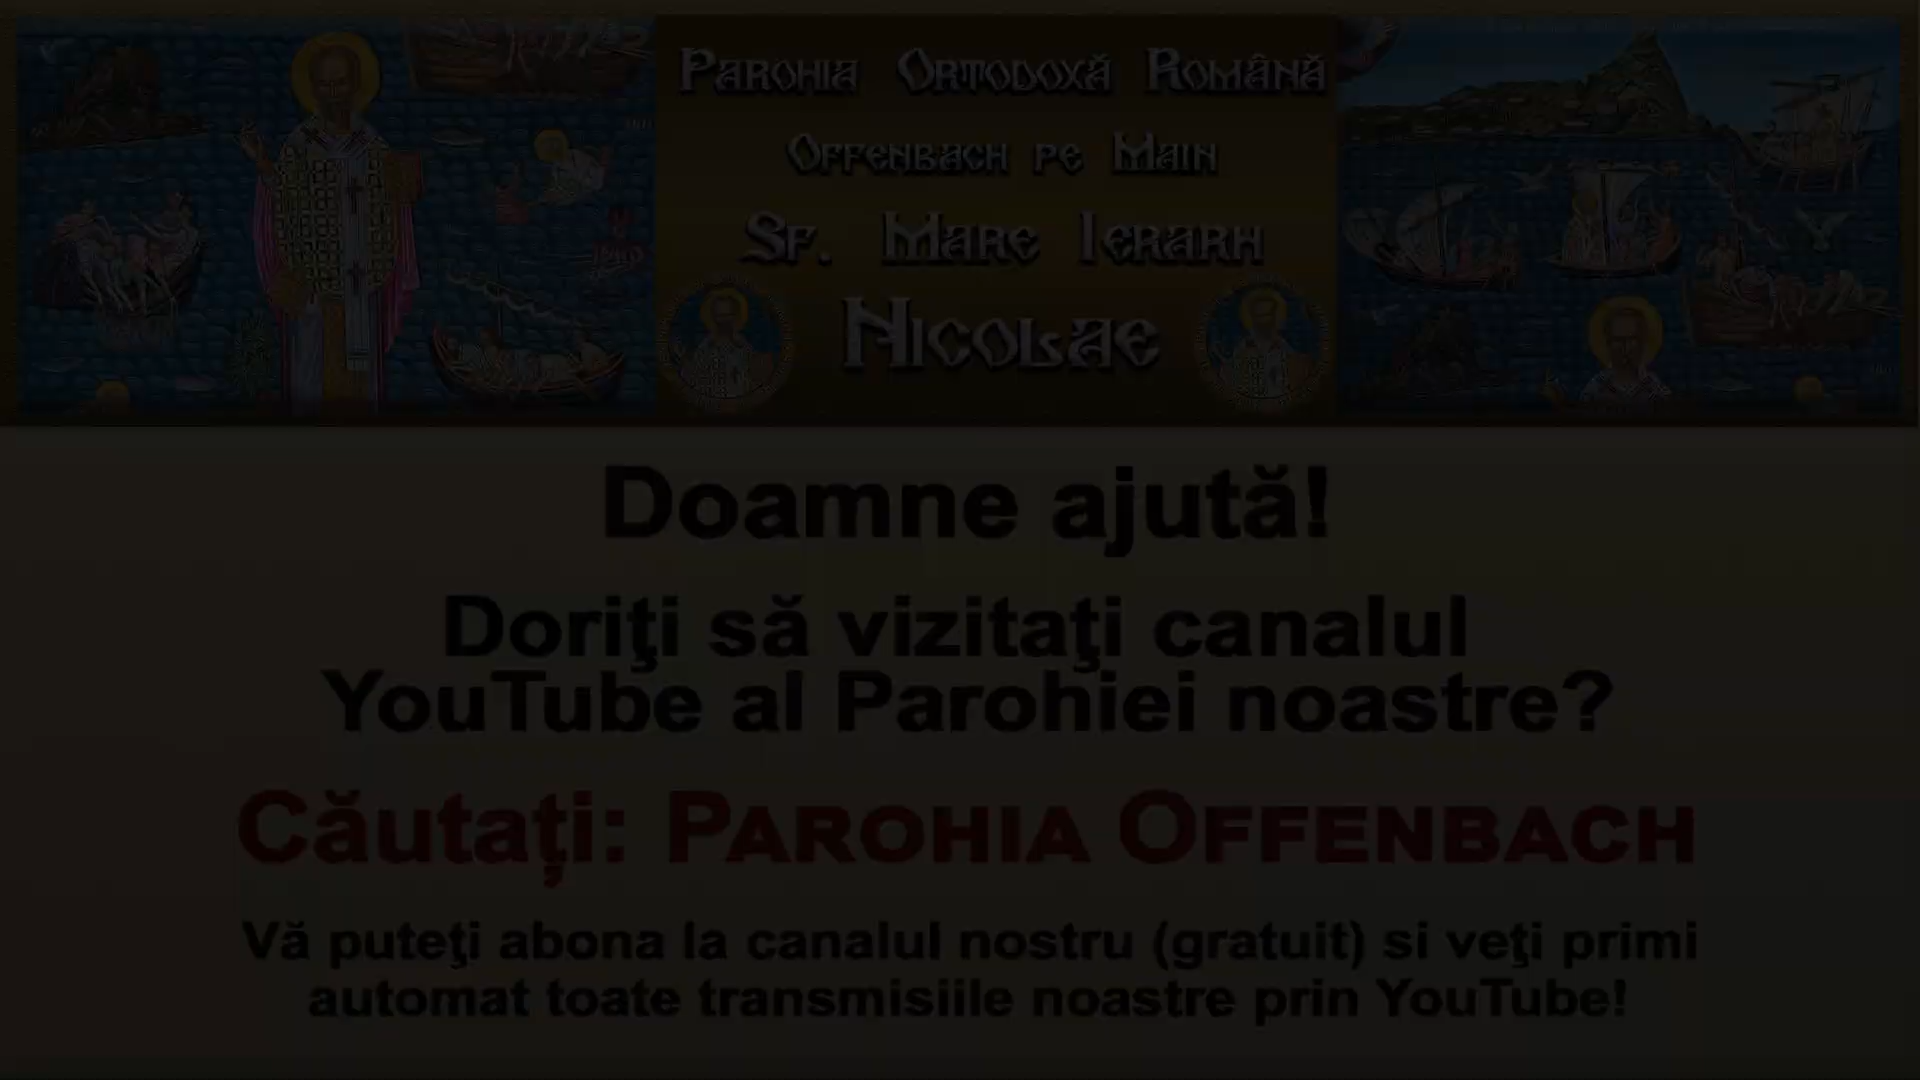 Parohia Ortodoxă Română
Offenbach pe Main
Sf. Mare Ierarh
Nicolae
Doamne ajută!
Doriţi să vizitaţi canalul
YouTube al Parohiei noastre?
Căutați: PAROHIA OFFENBACH
Vă puteţi abona la canalul nostru (gratuit) si veţi primi
automat toate transmisiile noastre prin YouTube!